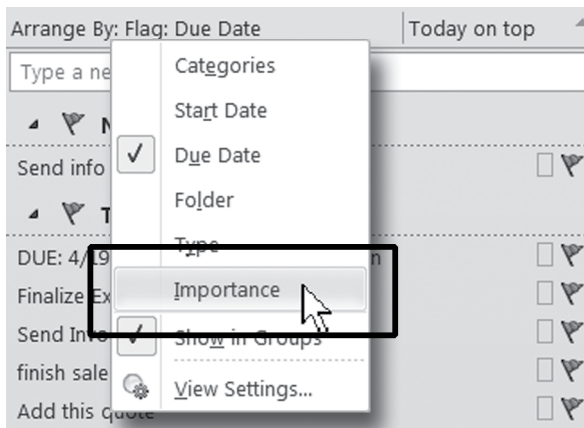 Arrange By: Flag: Due Date Today on top
Type a ne
Categories
Start Date
Due Date
Send info
Folder
Type
DUE: 4/19 n
Importance
Finalize Ex
Show in Groups
Send Info
finish sale
View Settings...
Add this quote